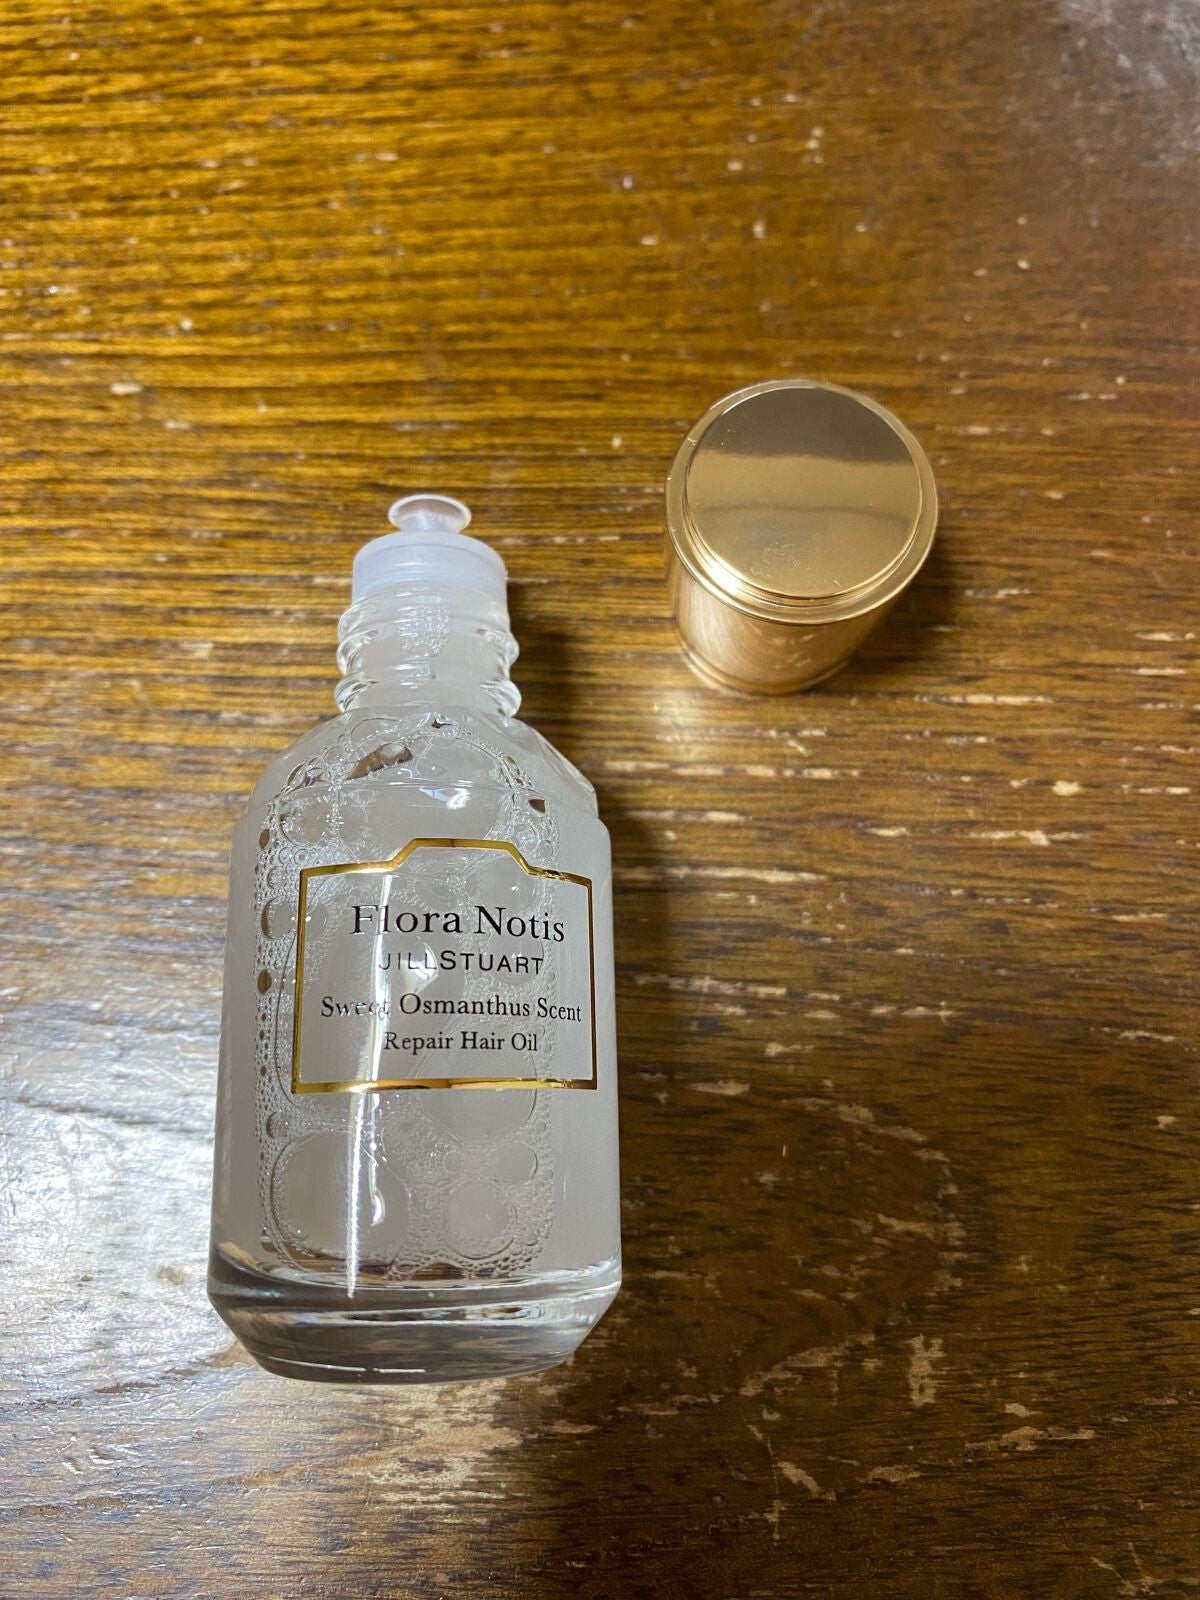 Flora Notis
JILLSTUART
Sweet Osmanthus Scent
Repair Hair Oil